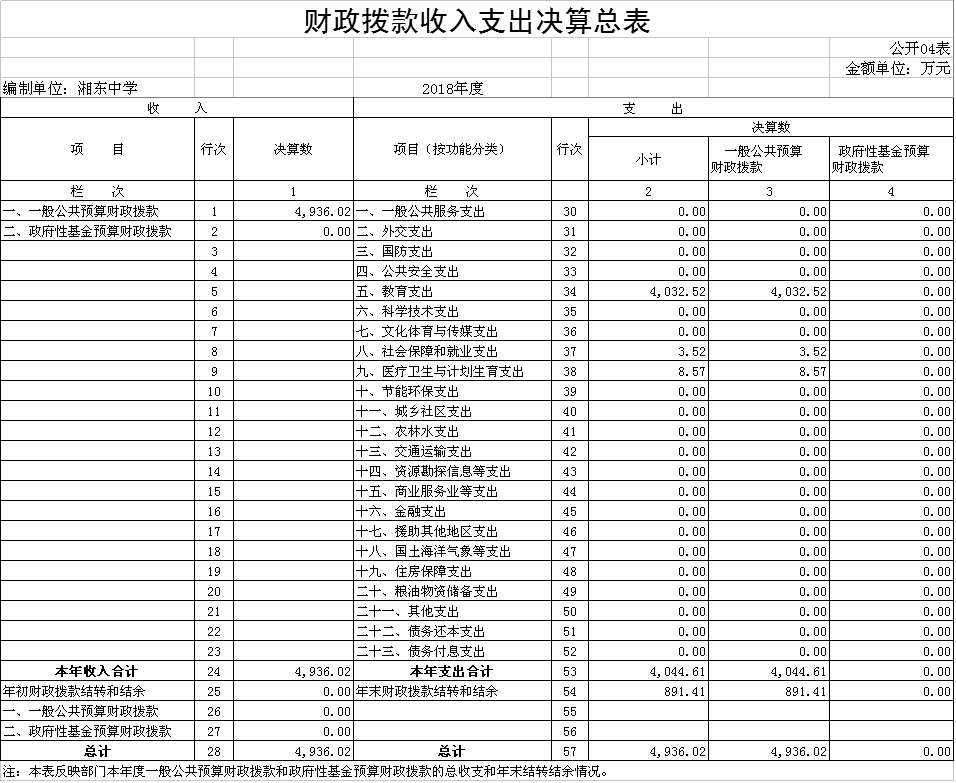 财政拨款收入支出决算总表
公开04表
金额单位：万元
编制单位：湘东中学 2018年度
收 入 支 出
项 目 行次 决算数 项目（按功能分类） 行次 决算数
小计 一般公共预算财政拨款 政府性基金预算财政拨款
栏 次 1 栏 次 2 3 4
一、一般公共预算财政拨款 1 4,936.02 一、一般公共服务支出 30 0.00 0.00 0.00
二、政府性基金预算财政拨款 2 0.00 二、外交支出 31 0.00 0.00 0.00
3 三、国防支出 32 0.00 0.00 0.00
4 四、公共安全支出 33 0.00 0.00 0.00
5 五、教育支出 34 4,032.52 4,032.52 0.00
6 六、科学技术支出 35 0.00 0.00 0.00
7 七、文化体育与传媒支出 36 0.00 0.00 0.00
8 八、社会保障和就业支出 37 3.52 3.52 0.00
9 九、医疗卫生与计划生育支出 38 8.57 8.57 0.00
10 十、节能环保支出 39 0.00 0.00 0.00
11 十一、城乡社区支出 40 0.00 0.00 0.00
12 十二、农林水支出 41 0.00 0.00 0.00
13 十三、交通运输支出 42 0.00 0.00 0.00
14 十四、资源勘探信息等支出 43 0.00 0.00 0.00
15 十五、商业服务业等支出 44 0.00 0.00 0.00
16 十六、金融支出 45 0.00 0.00 0.00
17 十七、援助其他地区支出 46 0.00 0.00 0.00
18 十八、国土海洋气象等支出 47 0.00 0.00 0.00
19 十九、住房保障支出 48 0.00 0.00 0.00
20 二十、粮油物资储备支出 49 0.00 0.00 0.00
21 二十一、其他支出 50 0.00 0.00 0.00
22 二十二、债务还本支出 51 0.00 0.00 0.00
23 二十三、债务付息支出 52 0.00 0.00 0.00
本年收入合计 24 4,936.02 本年支出合计 53 4,044.61 4,044.61 0.00
年初财政拨款结转和结余 25 0.00 年末财政拨款结转和结余 54 891.41 891.41 0.00
一、一般公共预算财政拨款 26 0.00 55
二、政府性基金预算财政拨款 27 0.00 56
总计 28 4,936.02 总计 57 4,936.02 4,936.02 0.00
注：本表反映部门本年度一般公共预算财政拨款和政府性基金预算财政拨款的总收支和年末结转结余情况。